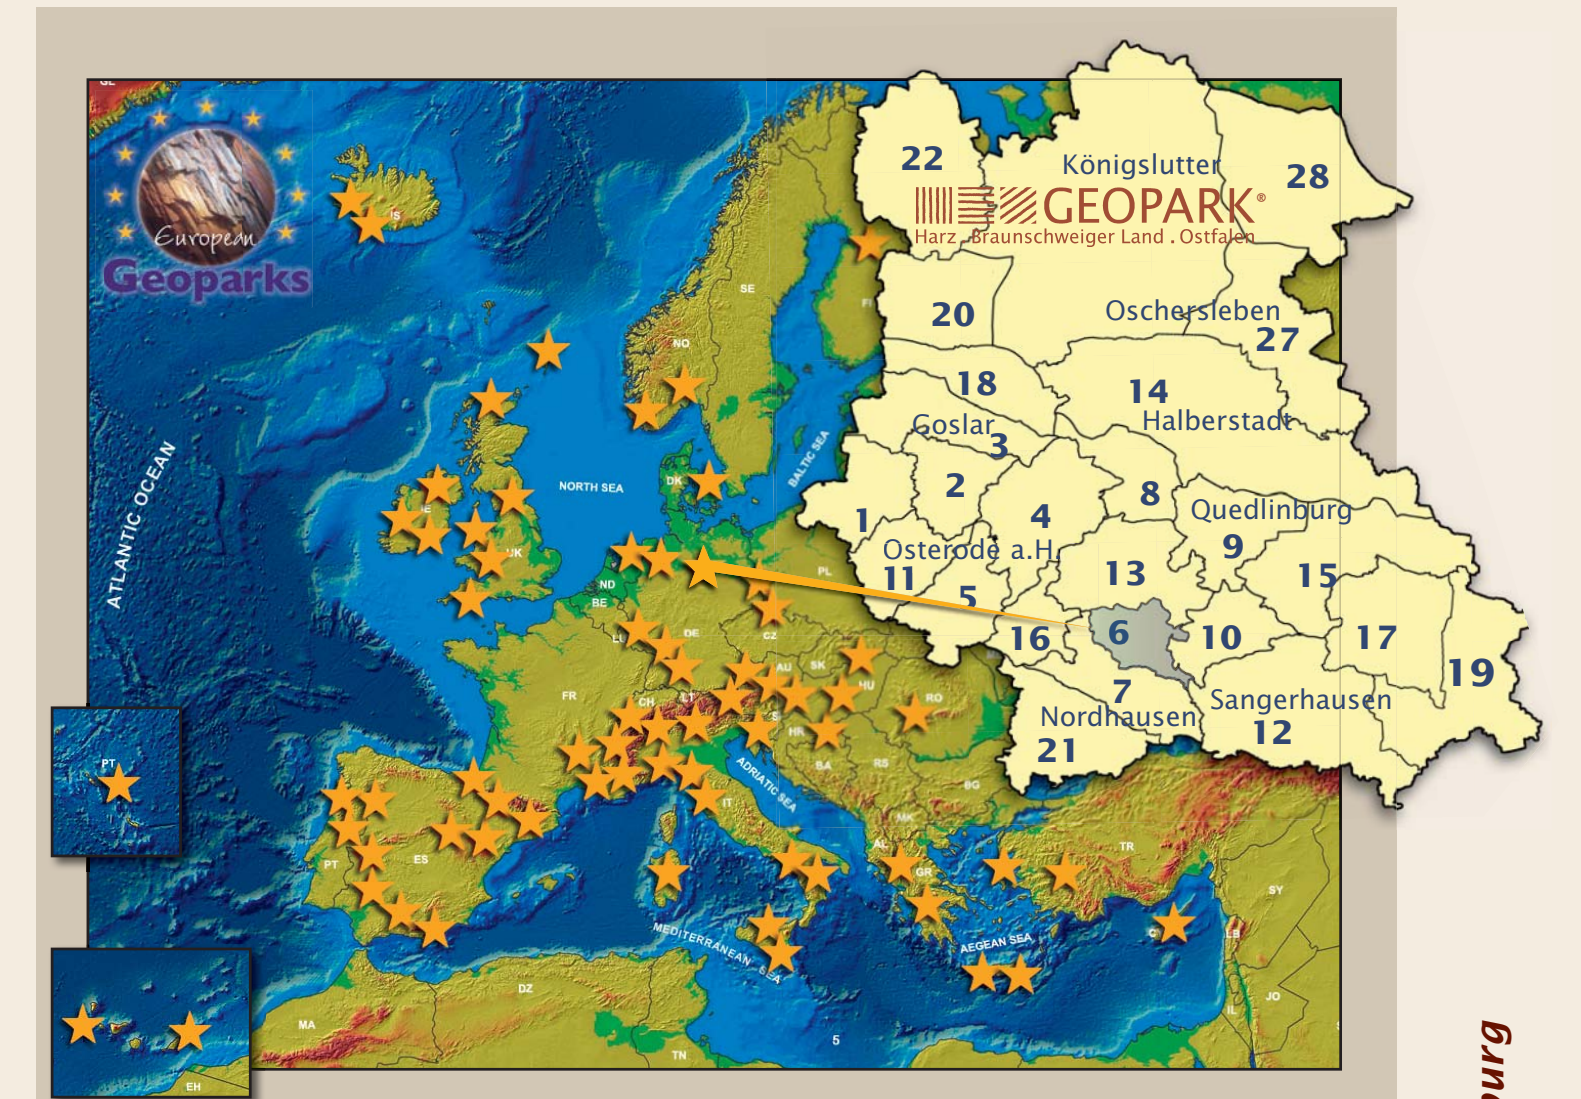 GL
European
Geoparks
IS
22
Königslutter
28
GEOPARK®
Harz . Braunschweiger Land . Ostfalen
SE
FI
20
Oschersleben
27
NO
18
14
Goslar
Halberstadt
3
ATLANTIC OCEAN
NORTH SEA
DK
BALTIC SEA
2
8
1
4
Quedlinburg
IE
UK
Osterode a.H.
9
PL
11
13
15
ND
5
BE
DE
CZ
16
6
10
17
19
AU
SK
FR
CH
HU
RO
7
Sangerhausen
Nordhausen
12
21
HR
BA
RS
BG
PT
ADRIATIC SEA
IT
MK
AL
GR
TR
PT
ES
SY
MEDITERRANEAN SEA
AEGEAN SEA
C
LB
DZ
JO
MA
IL
5
TN
EH
burg